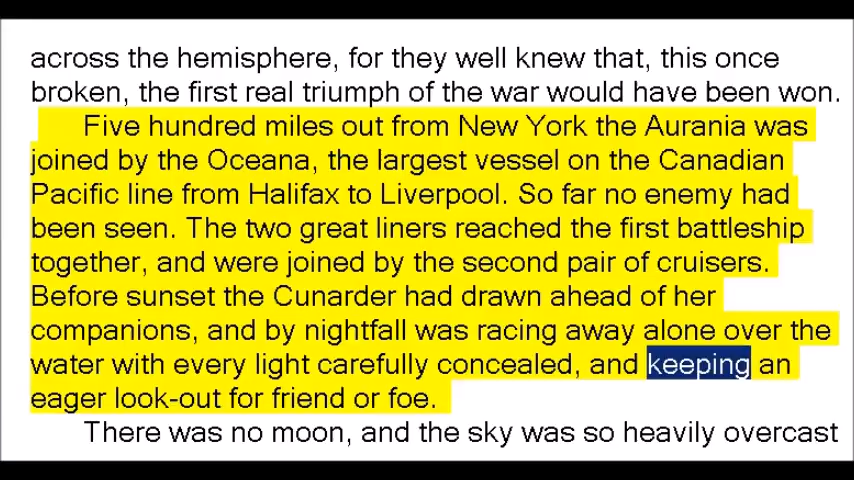 across the hemisphere, for they well knew that, this once
broken, the first real triumph of the war would have been won.
Five hundred miles out from New York the Aurania was
joined by the Oceana, the largest vessel on the Canadian
Pacific line from Halifax to Liverpool. So far no enemy had
been seen. The two great liners reached the first battleship
together, and were joined by the second pair of cruisers.
Before sunset the Cunarder had drawn ahead of her
companions, and by nightfall was racing away alone over the
water with every light carefully concealed, and keeping an
eager look-out for friend or foe.
There was no moon, and the sky was so heavily overcast